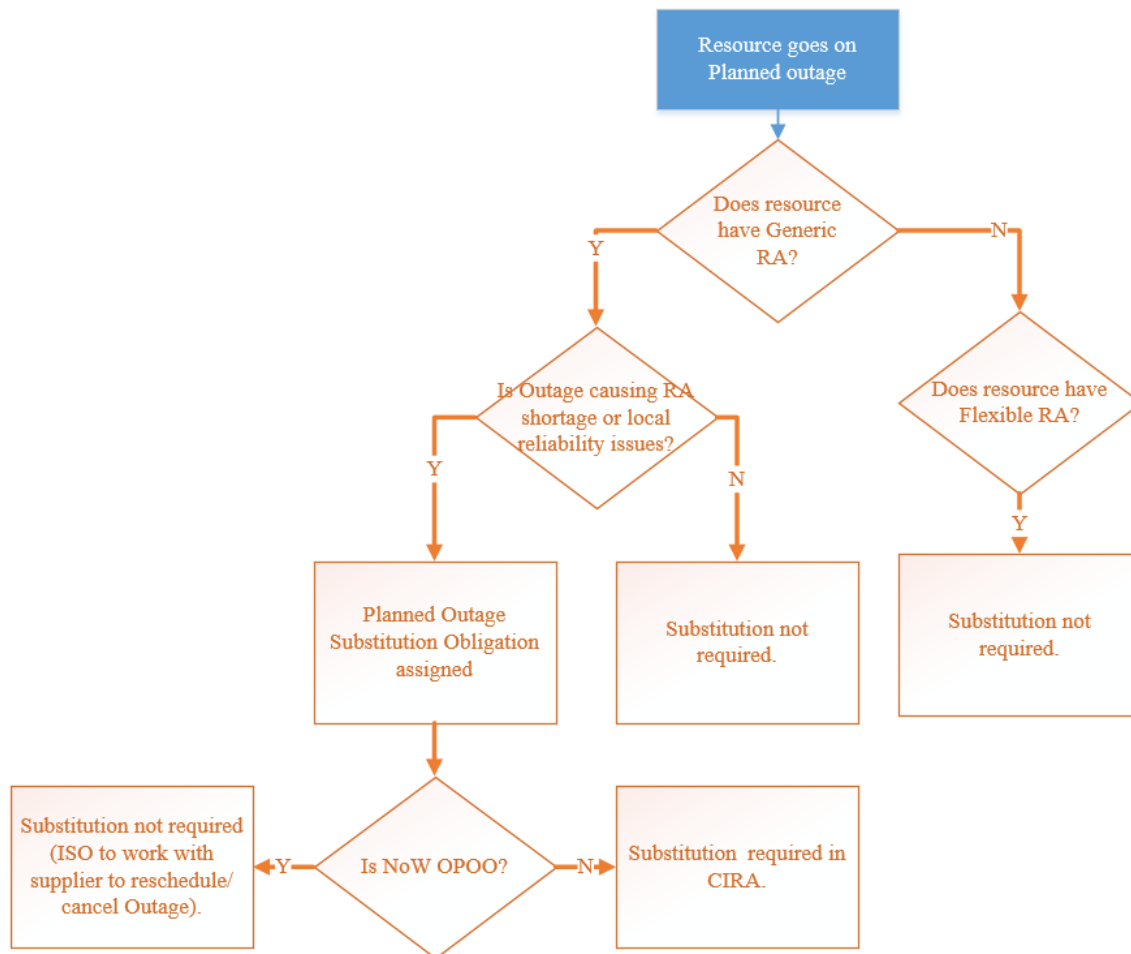 Resource goes on
Planned outage
Does resource
have Generic
RA?
Y
N
Is Outage causing RA
shortage or local
reliability issues?
Does resource have
Flexible RA?
Y
N
Y
Planned Outage
Substitution Obligation
assigned
Substitution not
required.
Substitution not
required.
Substitution not required
(ISO to work with
supplier to reschedule/
cancel Outage).
Y
Is NoW OPOO?
N
Substitution required in
CIRA.